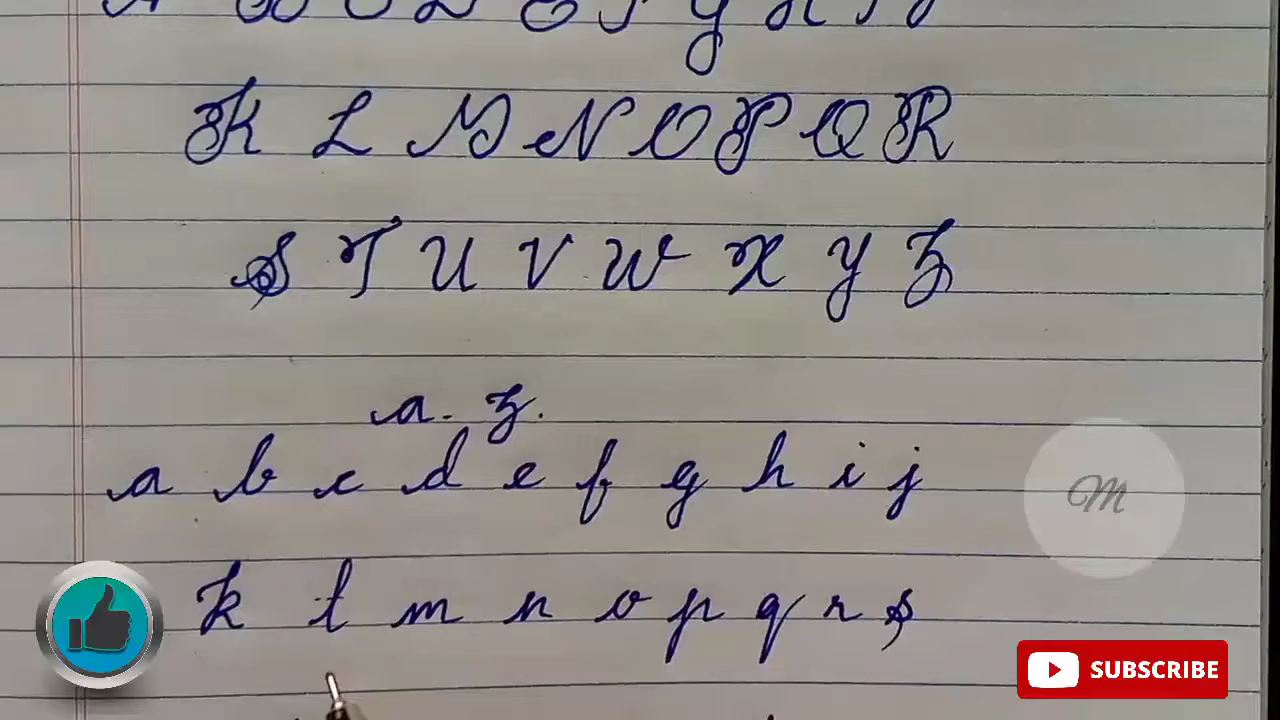 K L M N O P Q R
S T U V W X Y Z
a. z.
a b c d e f g h i j
k l m n o p q r s
M
SUBSCRIBE